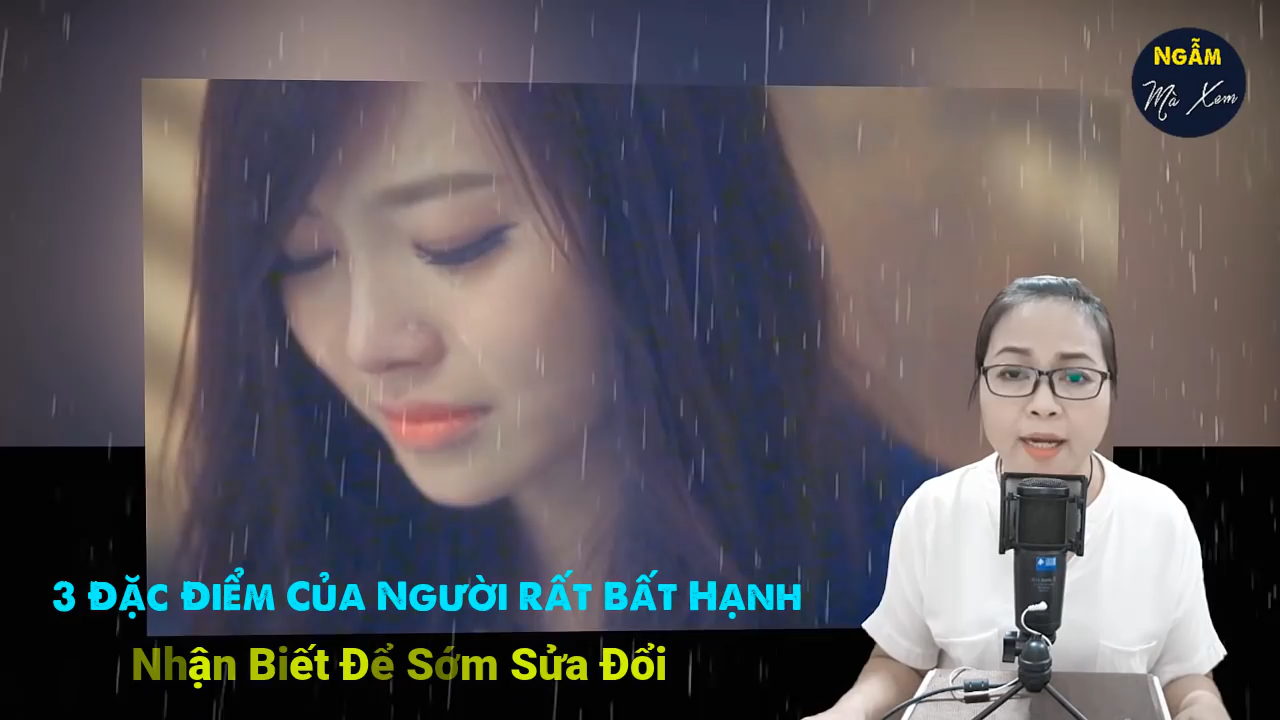 NGẪM
Mà Xem
3 ĐẶC ĐIỂM CỦA NGƯỜI RẤT BẤT HẠNH
Nhận Biết Để Sớm Sửa Đổi